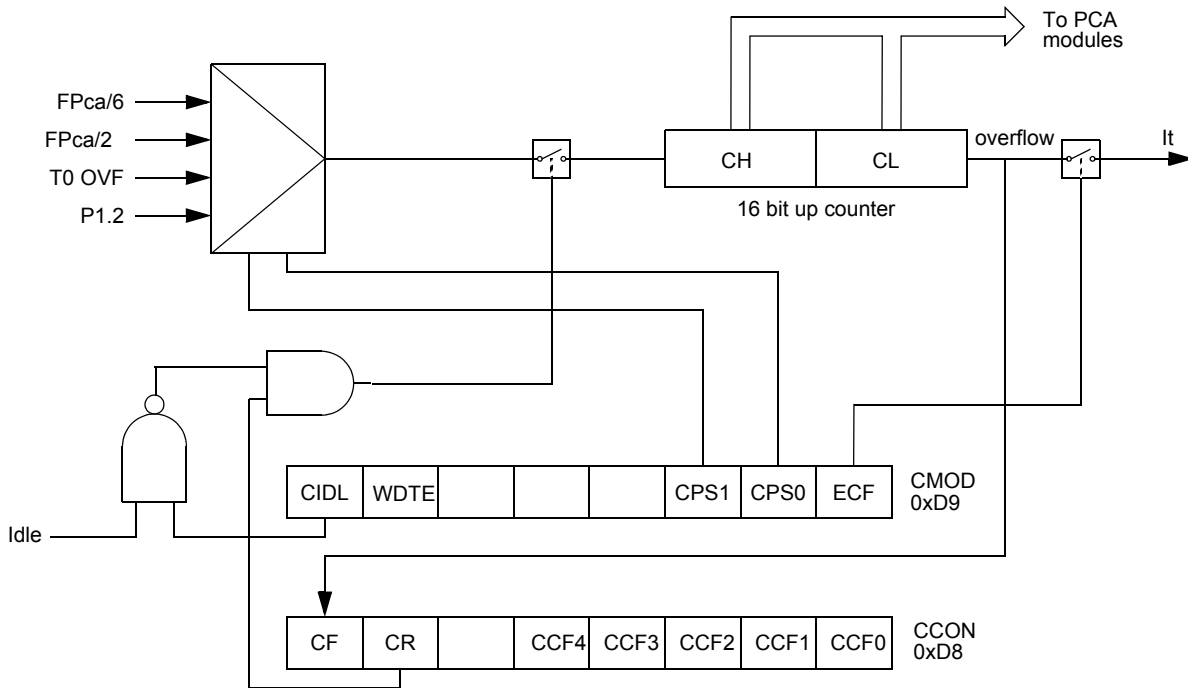 To PCA
modules
FPca/6
FPca/2
T0 OVF
P1.2
CH
CL
overflow
It
16 bit up counter
CIDL
WDTE
CPS1
CPS0
ECF
CMOD
0xD9
Idle
CF
CR
CCF4
CCF3
CCF2
CCF1
CCF0
CCON
0xD8